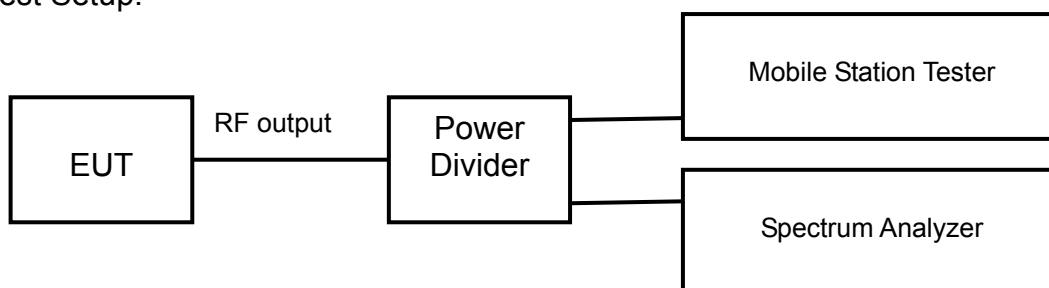 Setup:
Mobile Station Tester
RF output
EUT
Power
Divider
Spectrum Analyzer